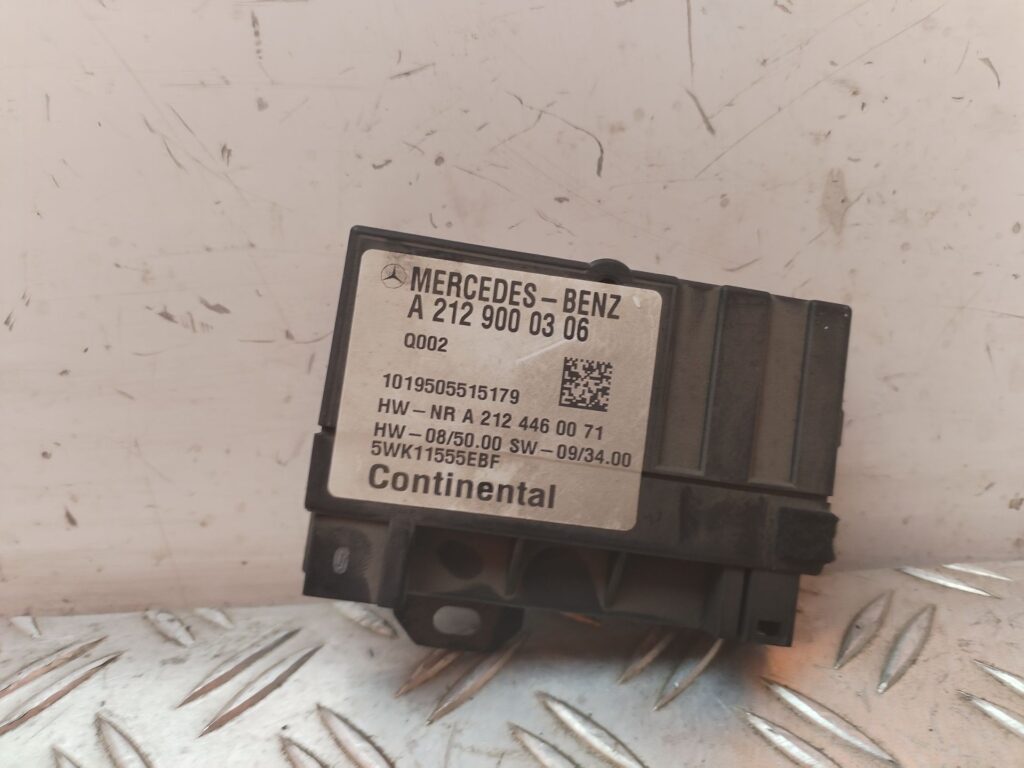 MERCEDES-BENZ
A 212 900 03 06
Q002
1019505515179
HW-NR A 212 446 00 71
HW-08/50.00 SW-09/34.00
5WK11555EBF
Continental